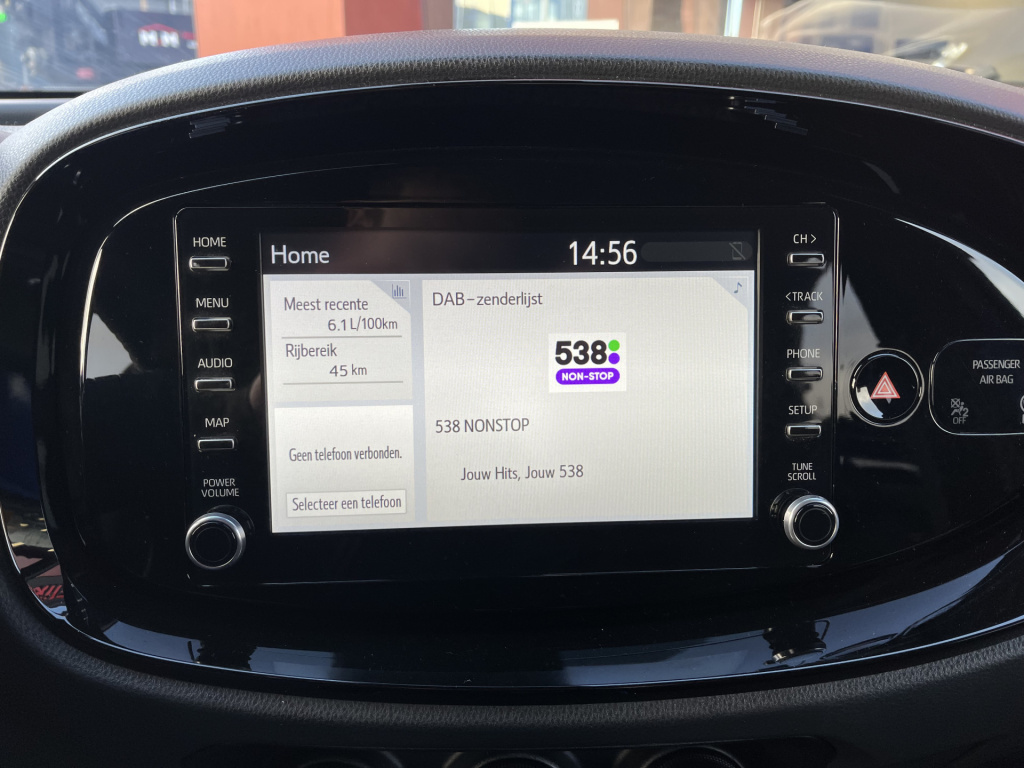 HOME
MENU
AUDIO
MAP
POWER
VOLUME
Home
14:56
Meest recente
6.1 L/100km
Rijbereik
45 km
Geen telefoon verbonden.
Selecteer een telefoon
DAB-zenderlijst
538
NON-STOP
538 NONSTOP
Jouw Hits, Jouw 538
CH >
<TRACK
PHONE
SETUP
TUNE
SCROLL
PASSENGER
AIR BAG
OFF